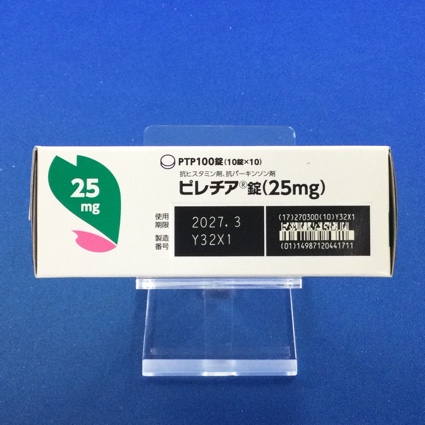 PTP100錠(10錠×10)
抗ヒスタミン剤、抗パーキンソン剤
ピレチア®錠(25mg)
25
mg
使用
期限
2027.3
製造
番号
Y32X1
(17)270300(10)Y32X1
(01)14987120441711